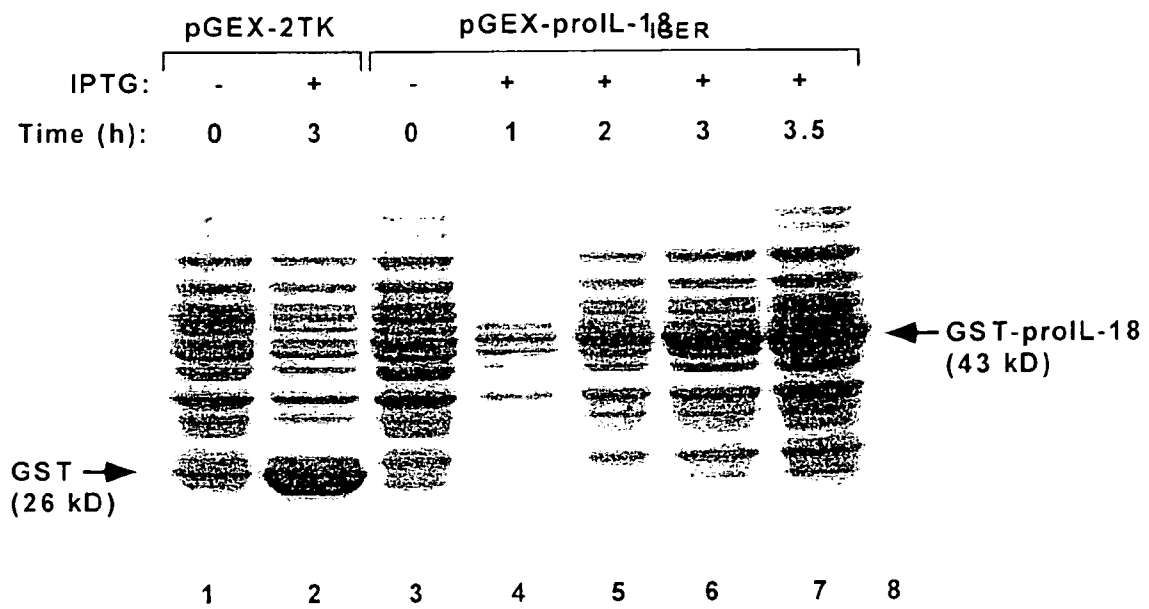 pGEX-2TK pGEX-proIL-18IGER
IPTG: - + - + + + +
Time (h): 0 3 0 1 2 3 3.5
GST-proIL-18
(43 kD)
GST
(26 kD)
1 2 3 4 5 6 7 8